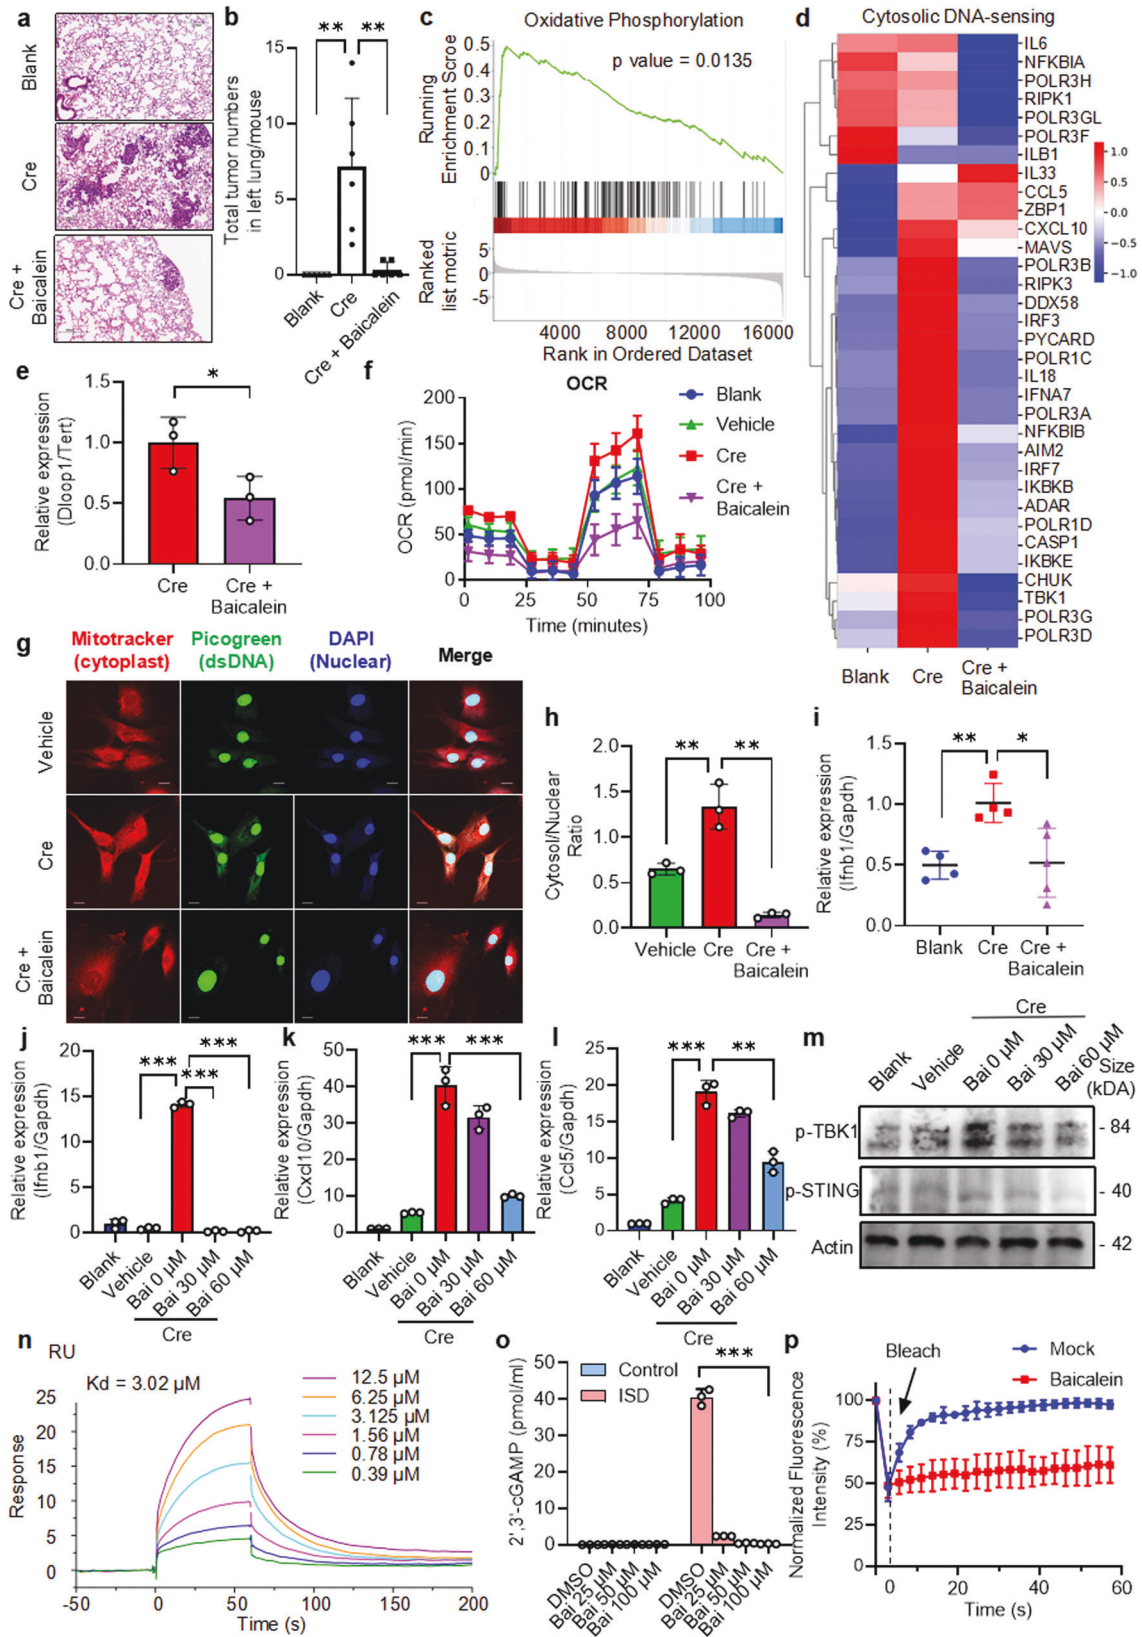 a
Blank
Cre
Cre +
Baicalein
b
** **
Total tumor numbers
in left lung/mouse
15
10
5
0
Blank
Cre
Cre + Baicalein
c
Oxidative Phosphorylation
p value = 0.0135
Running
Enrichment Scroe
0.5
0.4
0.3
0.2
0.1
0
Ranked
list motric
5
0
-5
4000 8000 12000 16000
Rank in Ordered Dataset
d
Cytosolic DNA-sensing
IL6
NFKBIA
POLR3H
RIPK1
POLR3GL
POLR3F
ILB1
IL33
CCL5
ZBP1
CXCL10
MAVS
POLR3B
RIPK3
DDX58
IRF3
PYCARD
POLR1C
IL18
IFNA7
POLR3A
NFKBIB
AIM2
IRF7
IKBKB
ADAR
POLR1D
CASP1
IKBKE
CHUK
TBK1
POLR3G
POLR3D
1.0
0.5
0.0
-0.5
-1.0
Blank Cre Cre +
Baicalein
e
*
Relative expression
(Dloop1/Tert)
1.5
1.0
0.5
0.0
Cre Cre +
Baicalein
f
OCR
OCR (pmol/min)
200
150
100
50
0
0 25 50 75 100
Time (minutes)
Blank
Vehicle
Cre
Cre +
Baicalein
g
Mitotracker
(cytoplast)
Picogreen
(dsDNA)
DAPI
(Nuclear)
Merge
Vehicle
Cre
Cre +
Baicalein
h
** **
Cytosol/Nuclear
Ratio
2.0
1.5
1.0
0.5
0.0
Vehicle Cre Cre +
Baicalein
i
** *
Relative expression
(Ifnb1/Gapdh)
1.5
1.0
0.5
0.0
Blank Cre Cre +
Baicalein
j
***
*** ***
Relative expression
(Ifnb1/Gapdh)
20
15
10
5
0
Blank
Vehicle
Bai 0 µM
Bai 30 µM
Bai 60 µM
Cre
k
*** ***
Relative expression
(Cxcl10/Gapdh)
50
40
30
20
10
0
Blank
Vehicle
Bai 0 µM
Bai 30 µM
Bai 60 µM
Cre
l
*** **
Relative expression
(Ccl5/Gapdh)
25
20
15
10
5
0
Blank
Vehicle
Bai 0 µM
Bai 30 µM
Bai 60 µM
Cre
m
Cre
Blank
Vehicle
Bai 0 µM
Bai 30 µM
Bai 60 µM
Size
(kDA)
p-TBK1 - 84
p-STING - 40
Actin - 42
n
RU
Kd = 3.02 µM
Response
25
20
15
10
5
0
-50 0 50 100 150 200
Time (s)
12.5 µM
6.25 µM
3.125 µM
1.56 µM
0.78 µM
0.39 µM
o
Control
ISD
***
2',3'-cGAMP (pmol/ml)
50
40
30
20
10
0
DMSO
Bai 25 µM
Bai 50 µM
Bai 100 µM
DMSO
Bai 25 µM
Bai 50 µM
Bai 100 µM
p
Bleach
Mock
Baicalein
Normalized Fluorescence
Intensity (%)
100
75
50
25
0
0 20 40 60
Time (s)